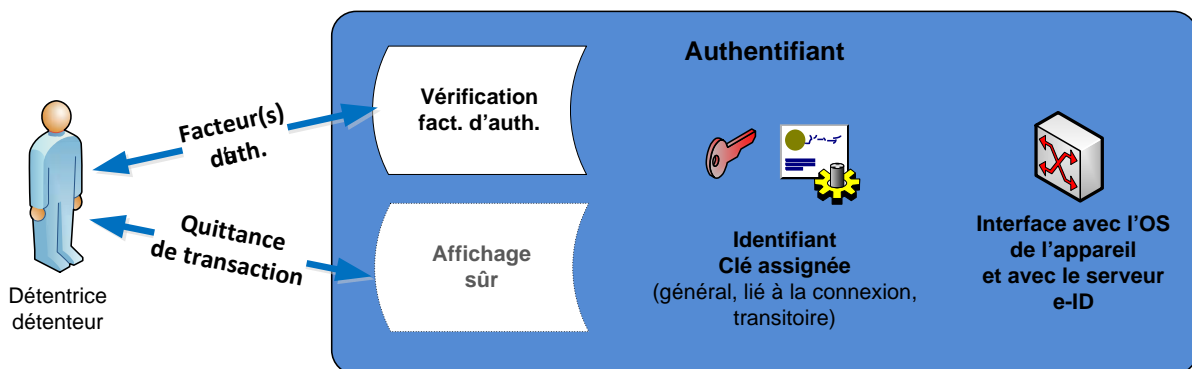 Authentifiant
Vérification
fact. d'auth.
Facteur(s)
d'auth.
Quittance
de transaction
Affichage
sûr
Détentrice
détenteur
Identifiant
Clé assignée
(général, lié à la connexion,
transitoire)
Interface avec l'OS
de l'appareil
et avec le serveur
e-ID